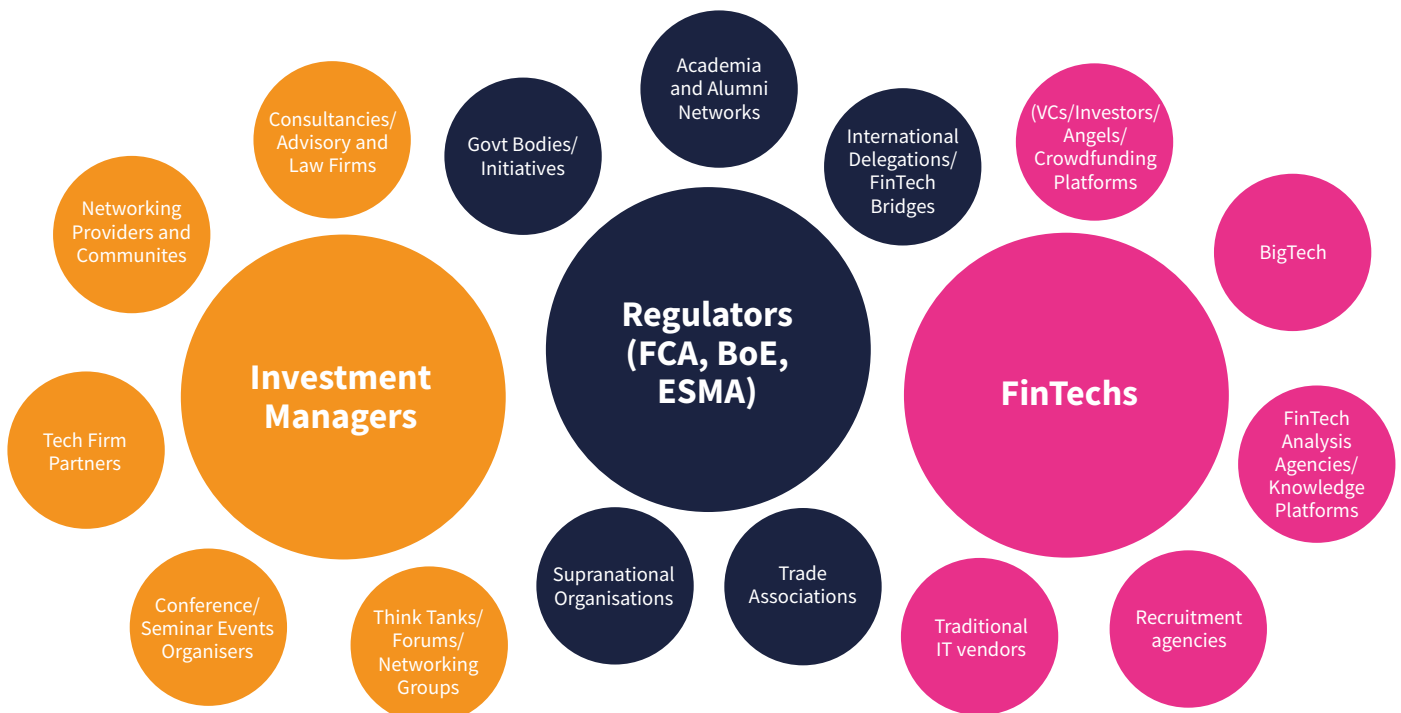 Academia
and Alumni
Networks
Consultancies/
Advisory and
Law Firms
Govt Bodies/
Initiatives
International
Delegations/
FinTech
Bridges
(VCs/Investors/
Angels/
Crowdfunding
Platforms
Networking
Providers and
Communites
BigTech
Investment
Managers
Regulators
(FCA, BoE,
ESMA)
FinTechs
Tech Firm
Partners
FinTech
Analysis
Agencies/
Knowledge
Platforms
Conference/
Seminar Events
Organisers
Think Tanks/
Forums/
Networking
Groups
Supranational
Organisations
Trade
Associations
Traditional
IT vendors
Recruitment
agencies